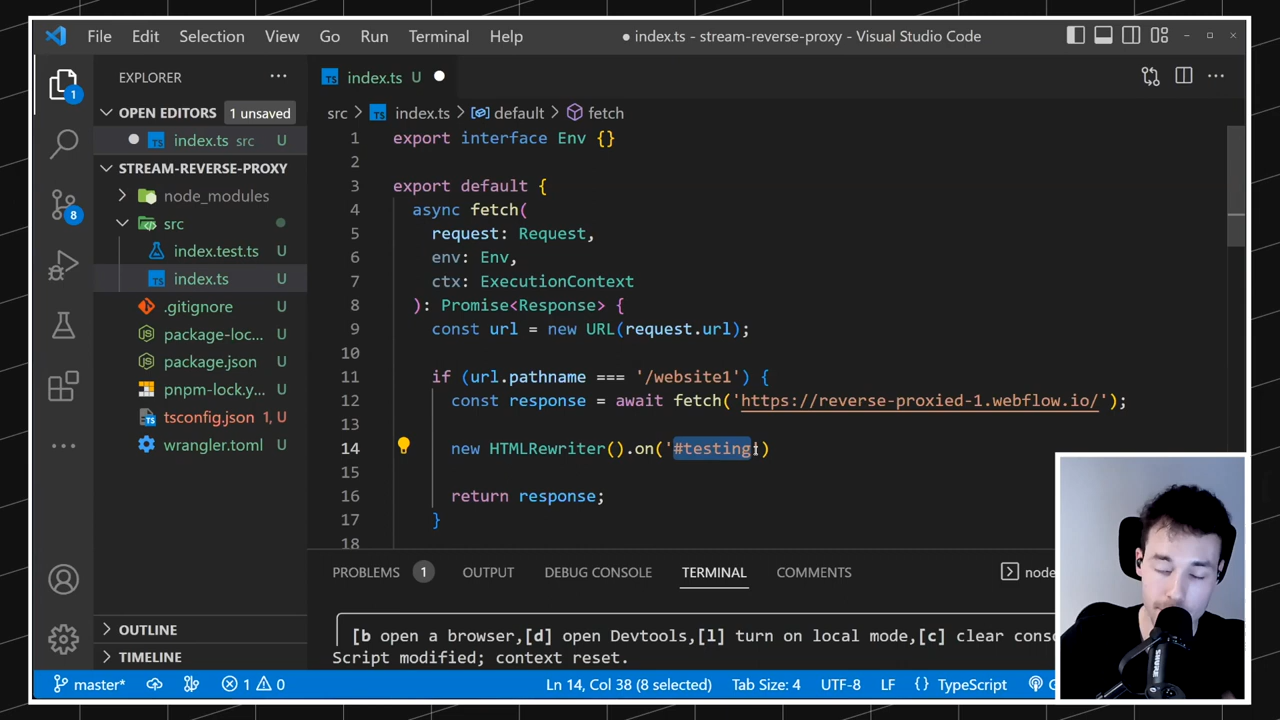 File Edit Selection View Go Run Terminal Help
● index.ts - stream-reverse-proxy - Visual Studio Code
EXPLORER
OPEN EDITORS 1 unsaved
index.ts src
STREAM-REVERSE-PROXY
node_modules
src
index.test.ts U
index.ts U
.gitignore U
package-loc... U
package.json U
pnpm-lock.y... U
tsconfig.json 1, U
wrangler.toml U
OUTLINE
TIMELINE
1
8
index.ts U
src > index.ts > default > fetch
1 export interface Env {}
2
3 export default {
4 async fetch(
5 request: Request,
6 env: Env,
7 ctx: ExecutionContext
8 ): Promise<Response> {
9 const url = new URL(request.url);
10
11 if (url.pathname === '/website1') {
12 const response = await fetch('https://reverse-proxied-1.webflow.io/');
13
14 new HTMLRewriter().on('#testing')
15
16 return response;
17 }
18
PROBLEMS 1 OUTPUT DEBUG CONSOLE TERMINAL COMMENTS node
[b open a browser,[d] open Devtools,[l] turn on local mode,[c] clear conso
Script modified; context reset.
master* 1 0 Ln 14, Col 38 (8 selected) Tab Size: 4 UTF-8 LF {} TypeScript
SHURE